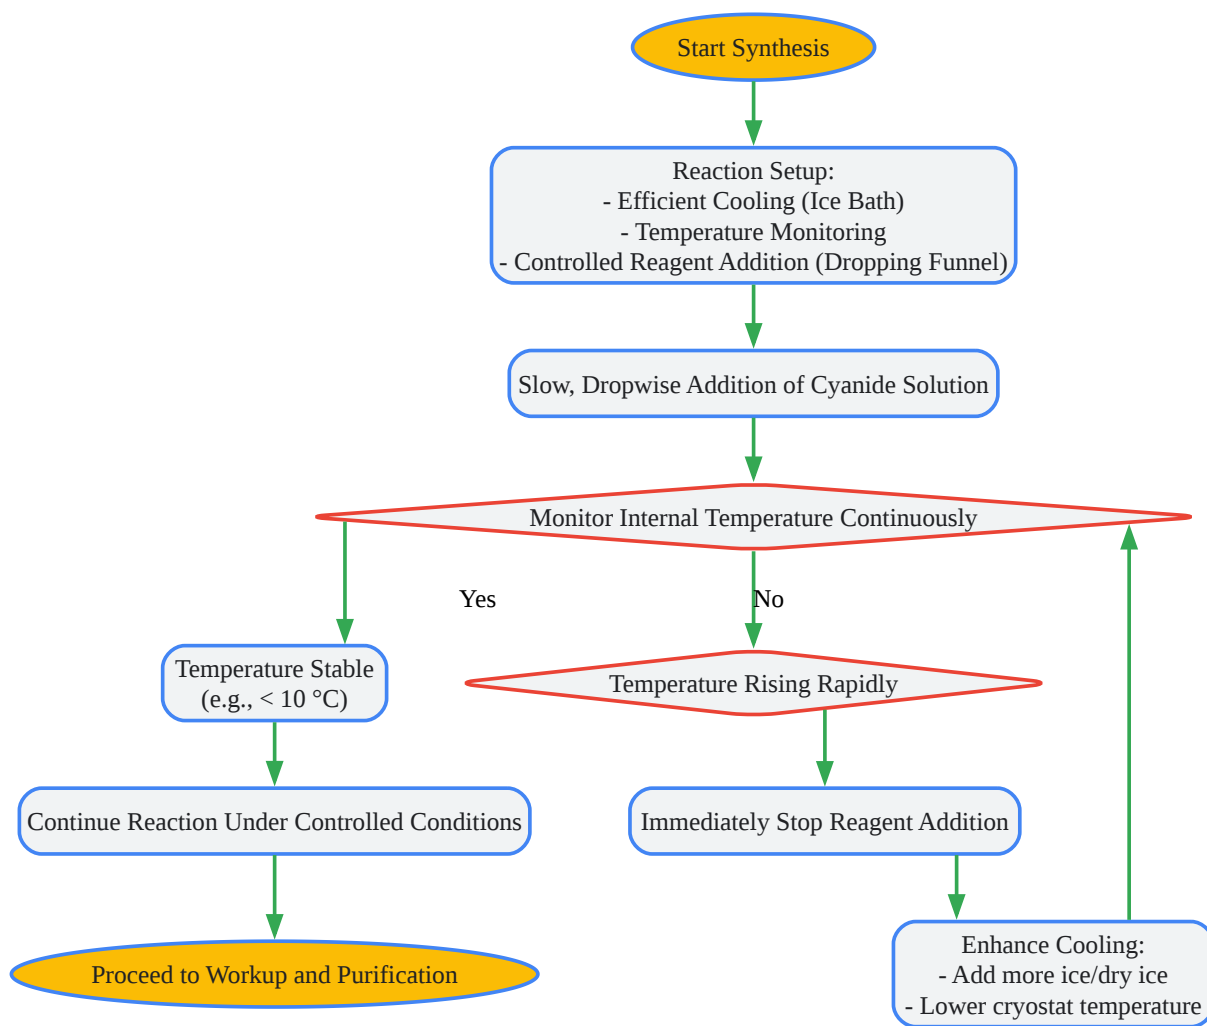 Start Synthesis
Reaction Setup:
- Efficient Cooling (Ice Bath)
- Temperature Monitoring
- Controlled Reagent Addition (Dropping Funnel)
Slow, Dropwise Addition of Cyanide Solution
Monitor Internal Temperature Continuously
Yes
No
Temperature Stable
(e.g., < 10 °C)
Temperature Rising Rapidly
Continue Reaction Under Controlled Conditions
Immediately Stop Reagent Addition
Proceed to Workup and Purification
Enhance Cooling:
- Add more ice/dry ice
- Lower cryostat temperature